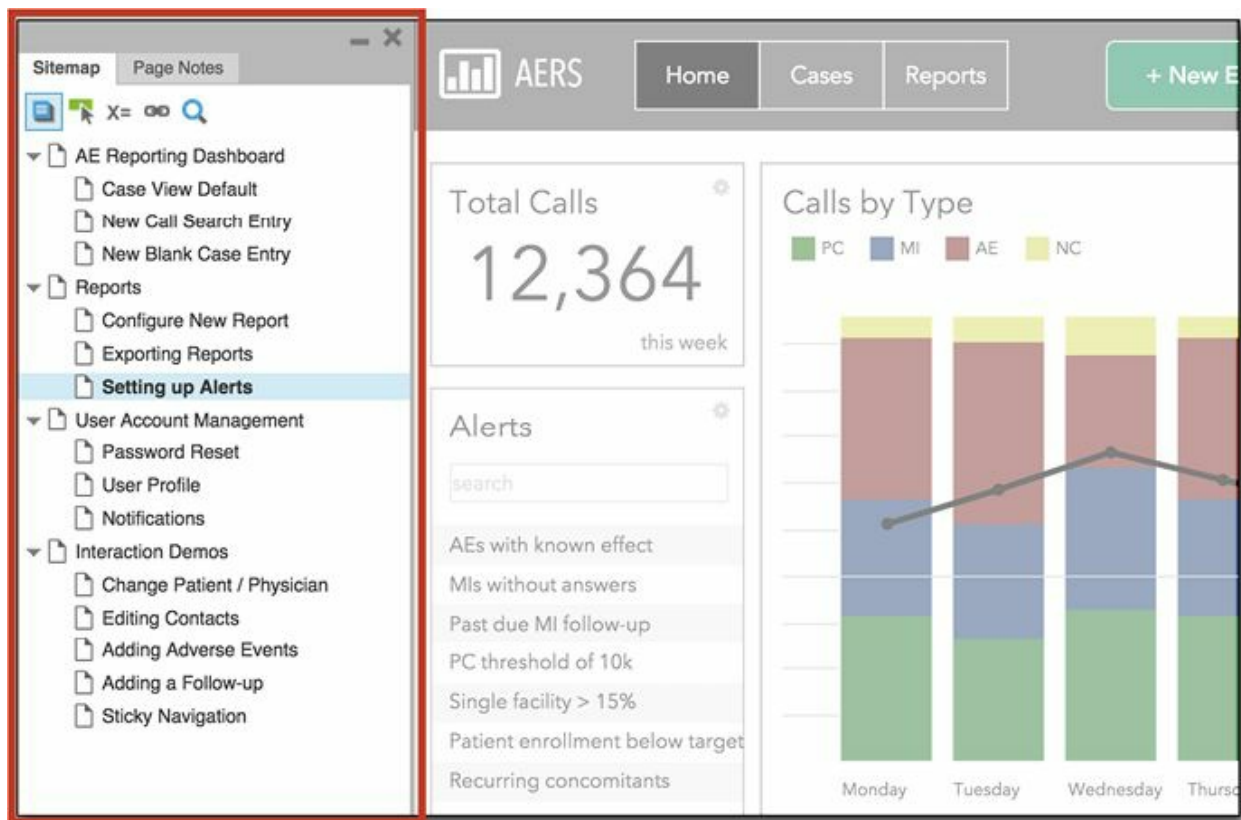 Sitemap Page Notes
X=
AE Reporting Dashboard
Case View Default
New Call Search Entry
New Blank Case Entry
Reports
Configure New Report
Exporting Reports
Setting up Alerts
User Account Management
Password Reset
User Profile
Notifications
Interaction Demos
Change Patient / Physician
Editing Contacts
Adding Adverse Events
Adding a Follow-up
Sticky Navigation
AERS Home Cases Reports + New E
Total Calls
12,364
this week
Alerts
search
AEs with known effect
MIs without answers
Past due MI follow-up
PC threshold of 10k
Single facility > 15%
Patient enrollment below target
Recurring concomitants
Calls by Type
PC MI AE NC
Monday Tuesday Wednesday Thurs